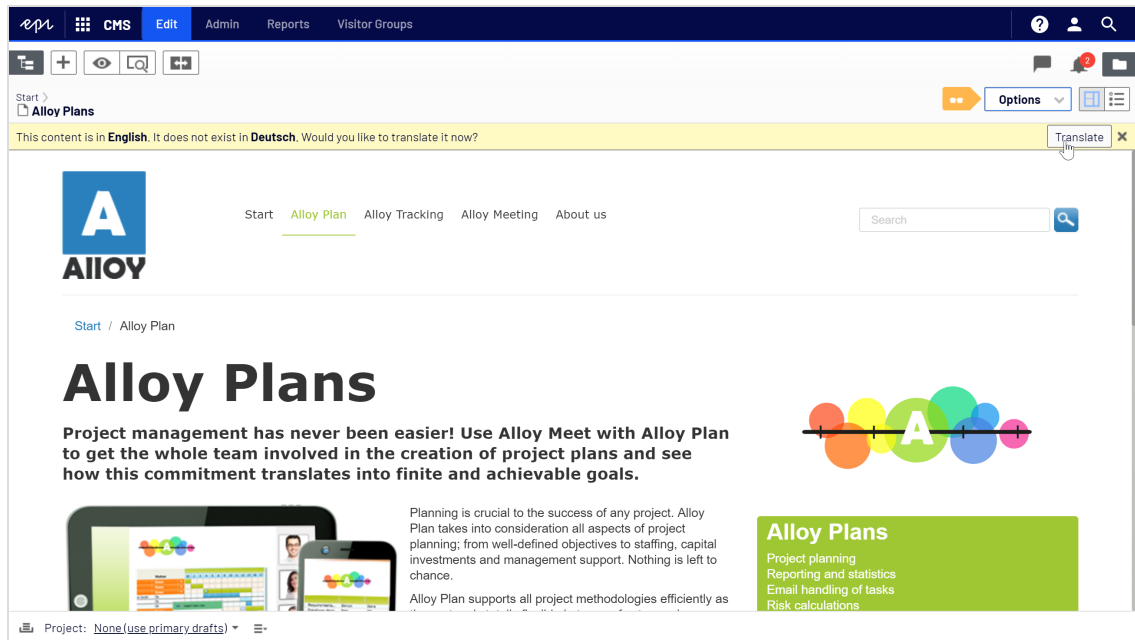 epi CMS Edit Admin Reports Visitor Groups
2
Start
Alloy Plans
Options
This content is in English. It does not exist in Deutsch. Would you like to translate it now?
Translate
A
AllOY
Start Alloy Plan Alloy Tracking Alloy Meeting About us
Search
Start / Alloy Plan
Alloy Plans
Project management has never been easier! Use Alloy Meet with Alloy Plan
to get the whole team involved in the creation of project plans and see
how this commitment translates into finite and achievable goals.
A
Planning is crucial to the success of any project. Alloy
Plan takes into consideration all aspects of project
planning; from well-defined objectives to staffing, capital
investments and management support. Nothing is left to
chance.
Alloy Plan supports all project methodologies efficiently as
Alloy Plans
Project planning
Reporting and statistics
Email handling of tasks
Risk calculations
Project: None (use primary drafts)